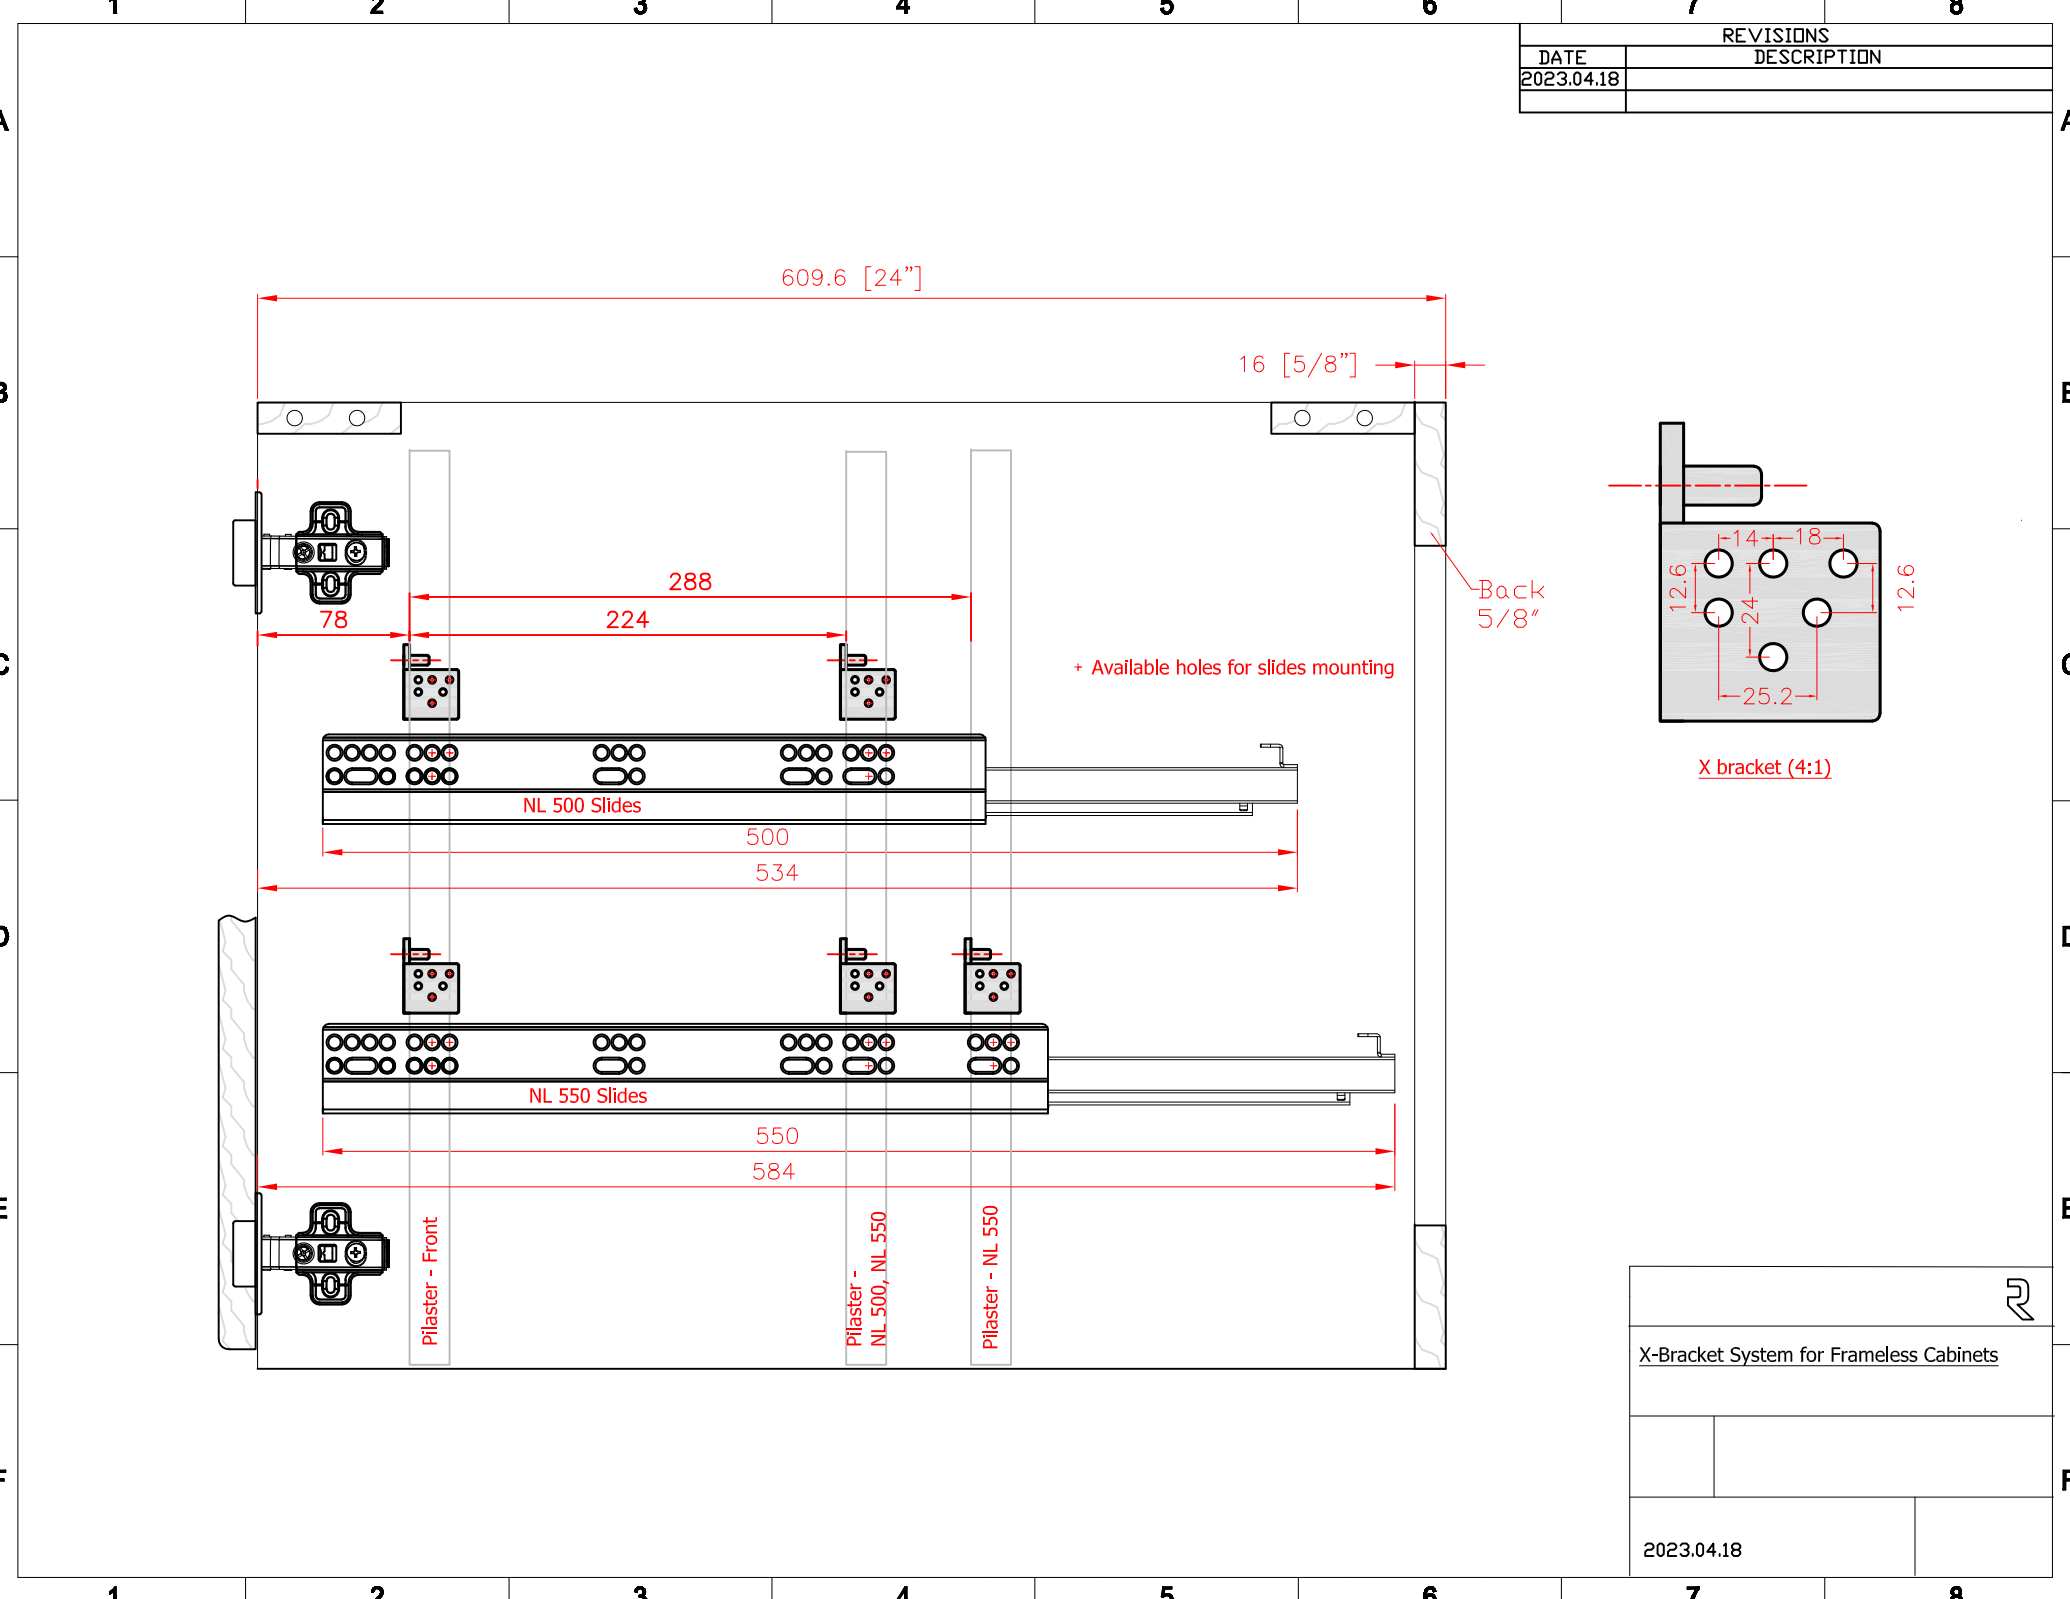 1 2 3 4 5 6 7 8
REVISIONS
DATE DESCRIPTION
2023.04.18
A A
609.6 [24”]
16 [5/8”]
B B
14 18
12.6 24 12.6
25.2
X bracket (4:1)
Back
5/8”
288
78 224
C C
+ Available holes for slides mounting
NL 500 Slides
500
534
D D
NL 550 Slides
550
584
E E
Pilaster - Front
Pilaster -
NL 500, NL 550
Pilaster - NL 550
R
X-Bracket System for Frameless Cabinets
F F
2023.04.18
1 2 3 4 5 6 7 8